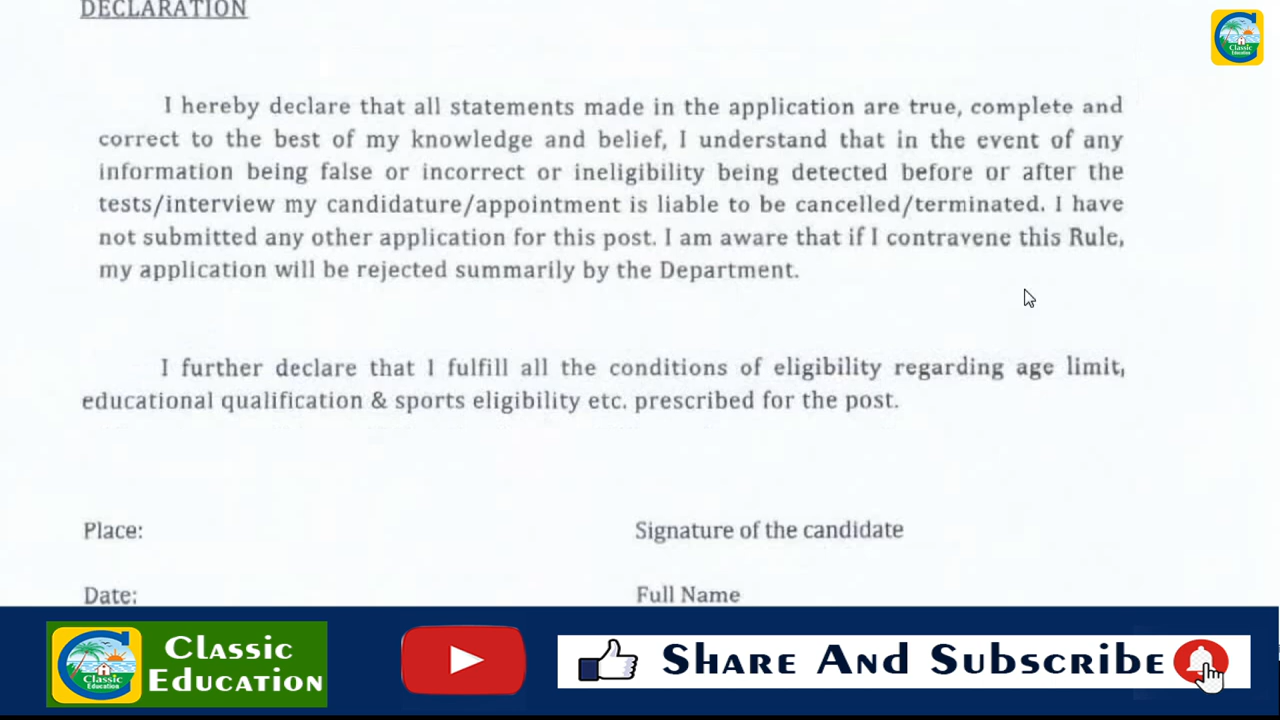 DECLARATION
Classic
Education
I hereby declare that all statements made in the application are true, complete and
correct to the best of my knowledge and belief, I understand that in the event of any
information being false or incorrect or ineligibility being detected before or after the
tests/interview my candidature/appointment is liable to be cancelled/terminated. I have
not submitted any other application for this post. I am aware that if I contravene this Rule,
my application will be rejected summarily by the Department.
I further declare that I fulfill all the conditions of eligibility regarding age limit,
educational qualification & sports eligibility etc. prescribed for the post.
Place:
Signature of the candidate
Date:
Full Name
Classic
Education
Classic
Education
Share And Subscribe